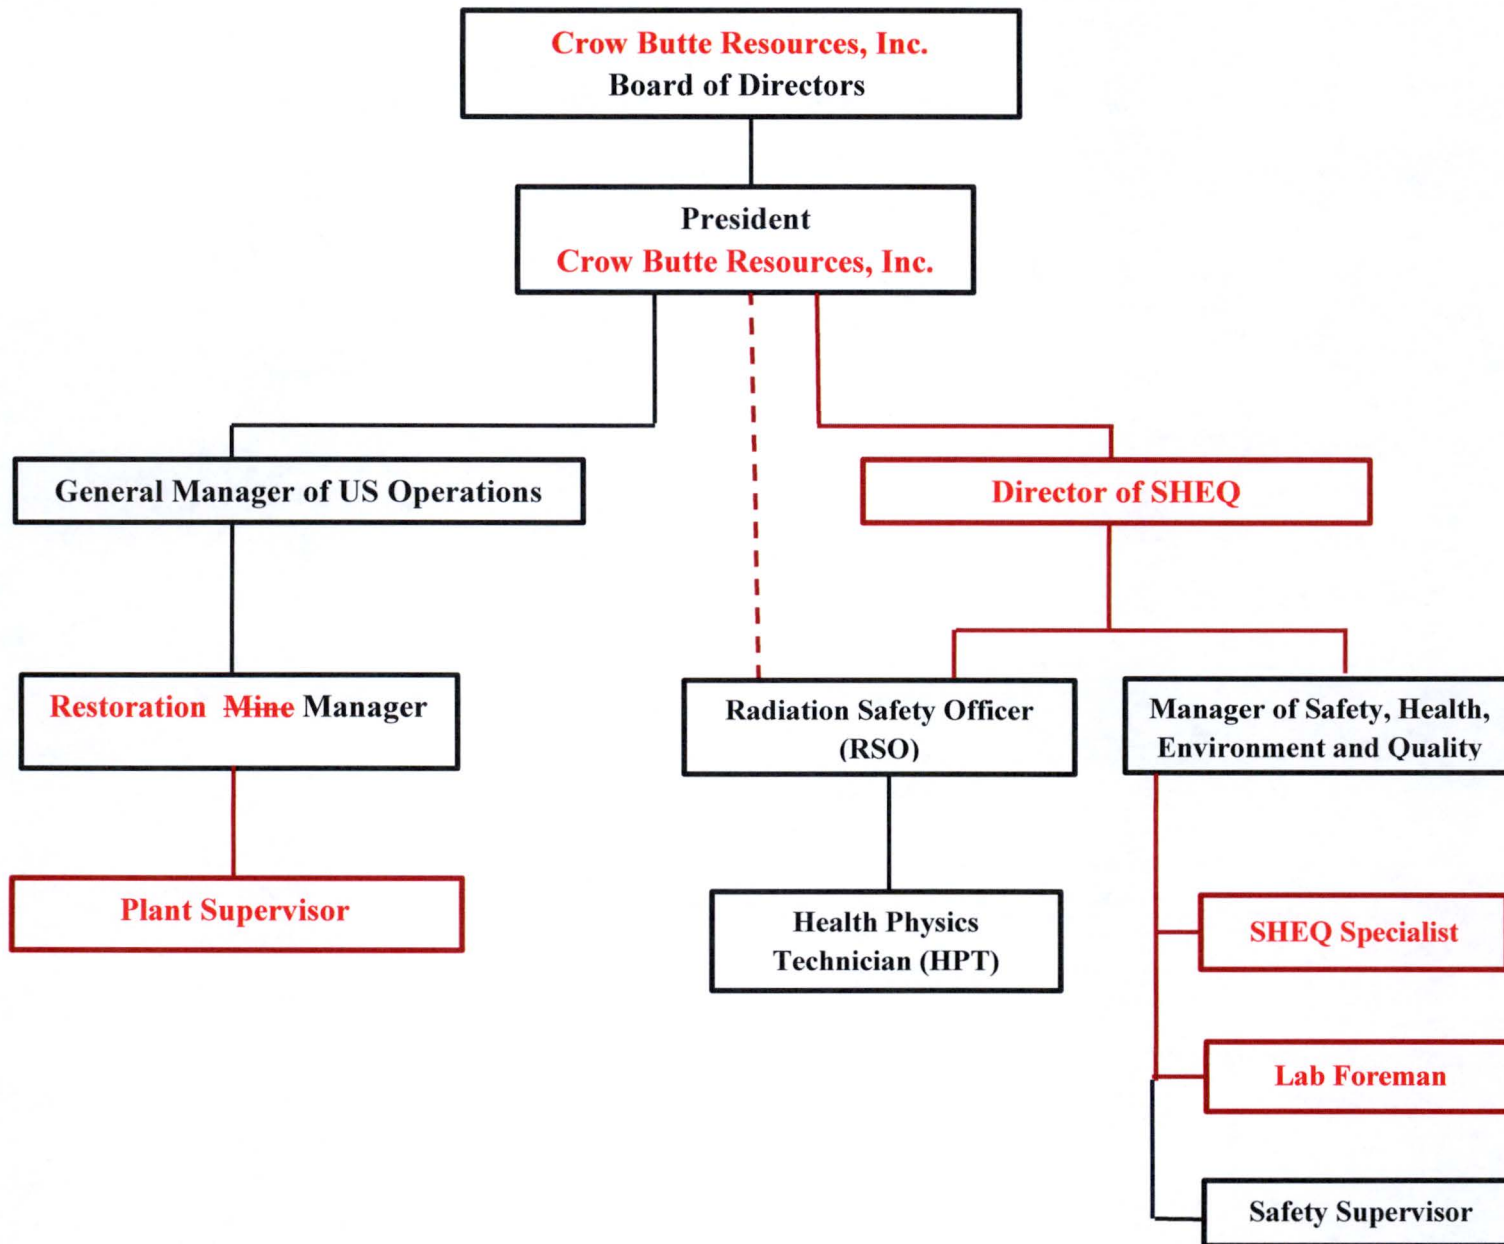 Crow Butte Resources, Inc.
Board of Directors
President
Crow Butte Resources, Inc.
General Manager of US Operations
Director of SHEQ
Restoration Mine Manager
Radiation Safety Officer
(RSO)
Manager of Safety, Health,
Environment and Quality
Plant Supervisor
Health Physics
Technician (HPT)
SHEQ Specialist
Lab Foreman
Safety Supervisor